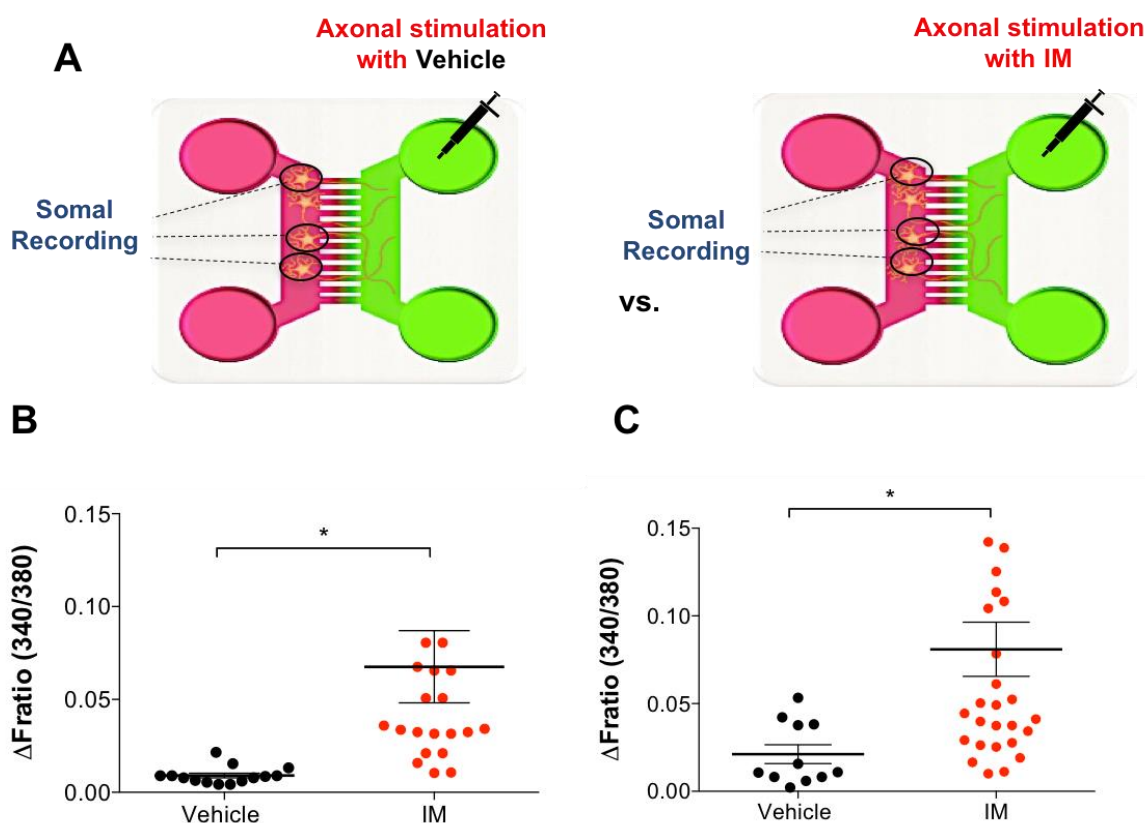 A
Axonal stimulation
with Vehicle
Axonal stimulation
with IM
Somal
Recording
vs.
Somal
Recording
B
ΔFratio (340/380)
0.15
0.10
0.05
0.00
*
Vehicle
IM
C
ΔFratio (340/380)
0.15
0.10
0.05
0.00
*
Vehicle
IM